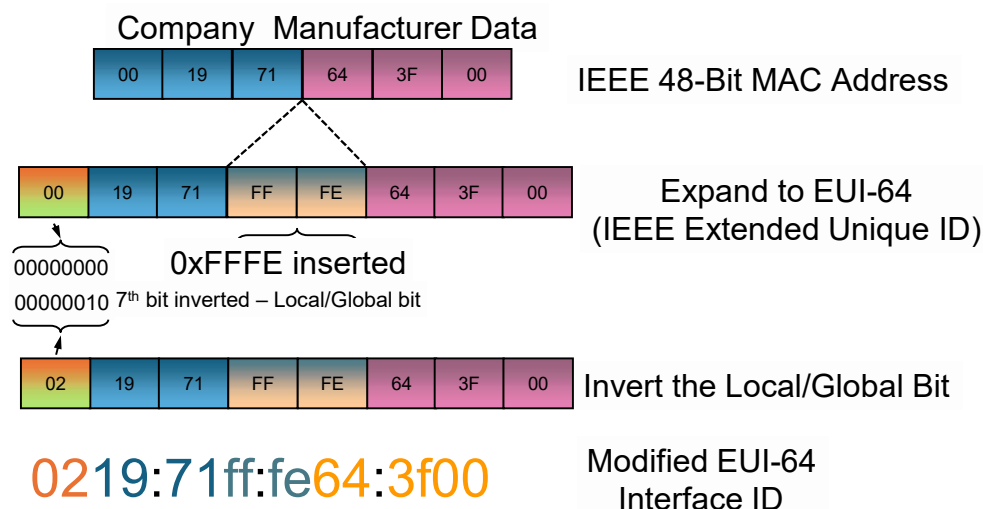 Company Manufacturer Data
00 19 71 64 3F 00
IEEE 48-Bit MAC Address
00 19 71 FF FE 64 3F 00
Expand to EUI-64
(IEEE Extended Unique ID)
00000000
0xFFFE inserted
00000010
7th bit inverted – Local/Global bit
02 19 71 FF FE 64 3F 00
Invert the Local/Global Bit
0219:71ff:fe64:3f00
Modified EUI-64
Interface ID